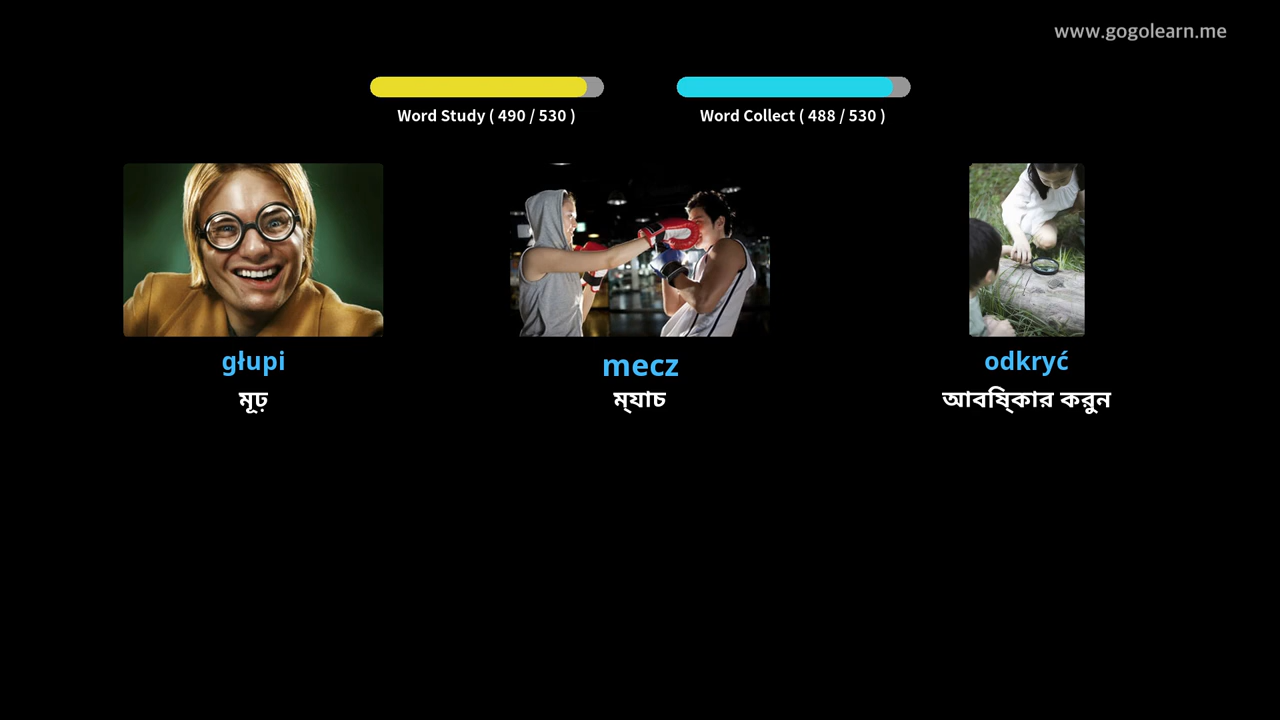 www.gogolearn.me
Word Study ( 490 / 530 )
Word Collect ( 488 / 530 )
głupi
mecz
odkryć
মূঢ়
ম্যাচ
আবিষ্কার করুন